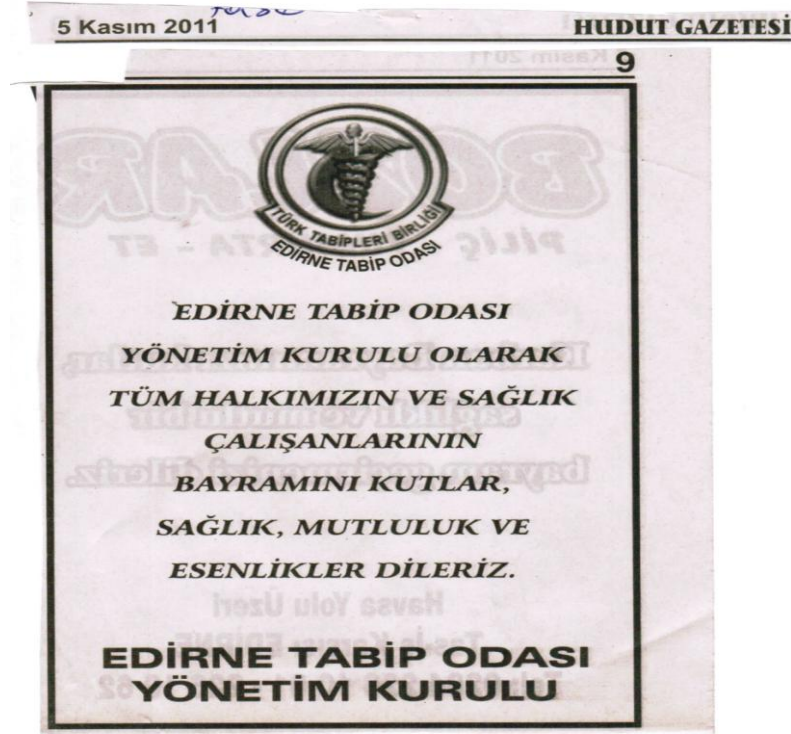 5 Kasım 2011
HUDUT GAZETESİ
9
TÜRK TABİPLERİ BİRLİĞİ
EDİRNE TABİP ODASI
EDİRNE TABİP ODASI
YÖNETİM KURULU OLARAK
TÜM HALKIMIZIN VE SAĞLIK
ÇALIŞANLARININ
BAYRAMINI KUTLAR,
SAĞLIK, MUTLULUK VE
ESENLİKLER DİLERİZ.
EDİRNE TABİP ODASI
YÖNETİM KURULU